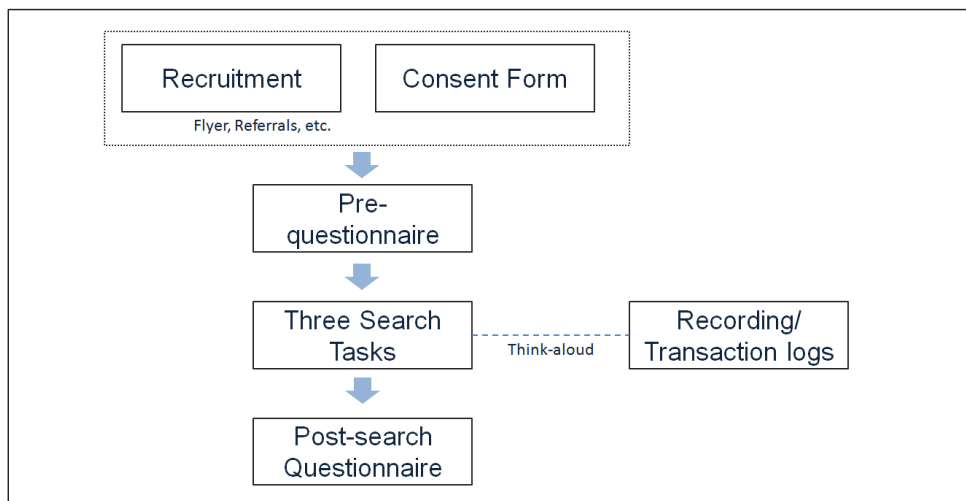 Recruitment
Consent Form
Flyer, Referrals, etc.
Pre-
questionnaire
Three Search
Tasks
Think-aloud
Recording/
Transaction logs
Post-search
Questionnaire